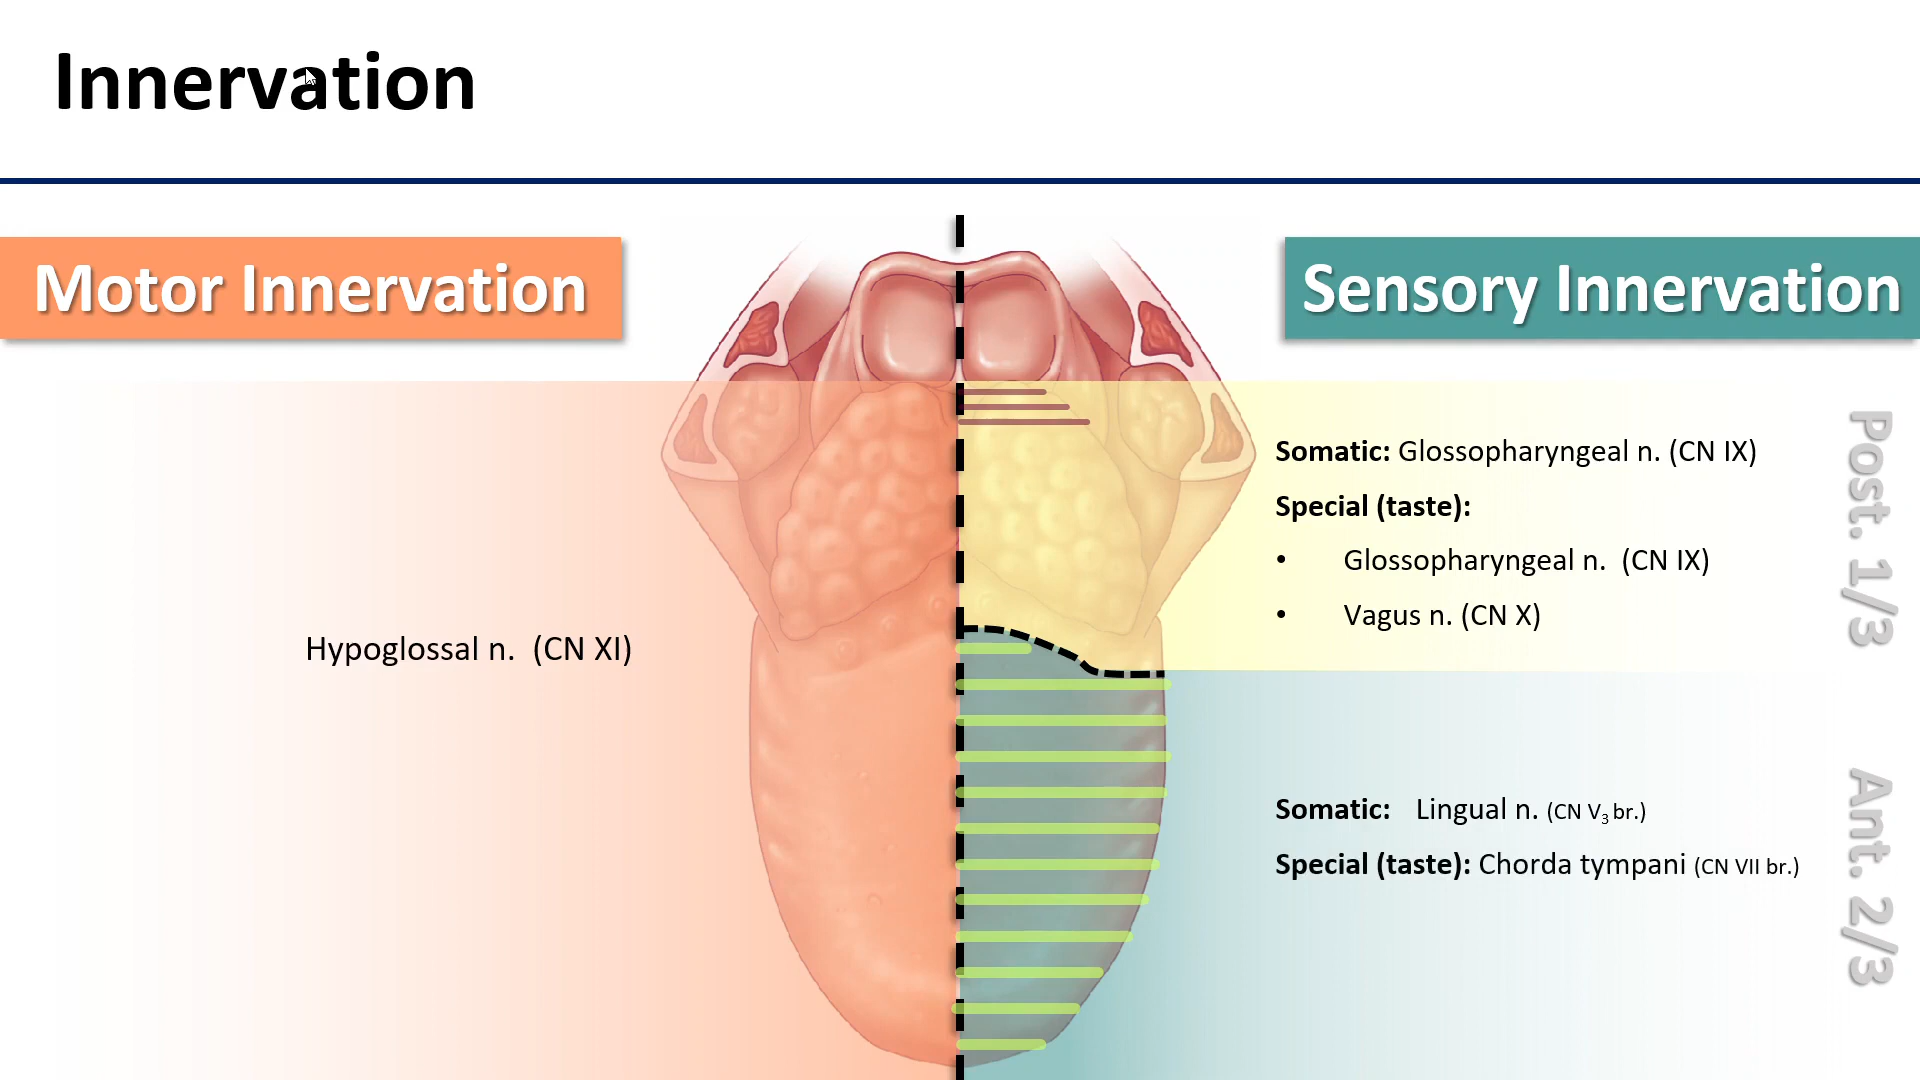 Innervation
Motor Innervation
Sensory Innervation
Somatic: Glossopharyngeal n. (CN IX)
Special (taste):
• Glossopharyngeal n. (CN IX)
• Vagus n. (CN X)
Post. 1/3
Hypoglossal n. (CN XI)
Somatic: Lingual n. (CN V3 br.)
Special (taste): Chorda tympani (CN VII br.)
Ant. 2/3